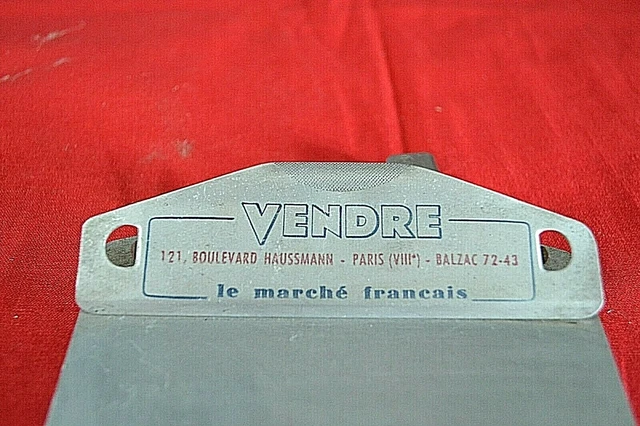 VENDRE
121, BOULEVARD HAUSSMANN - PARIS (VIIIe) - BALZAC 72-43
le marché francais